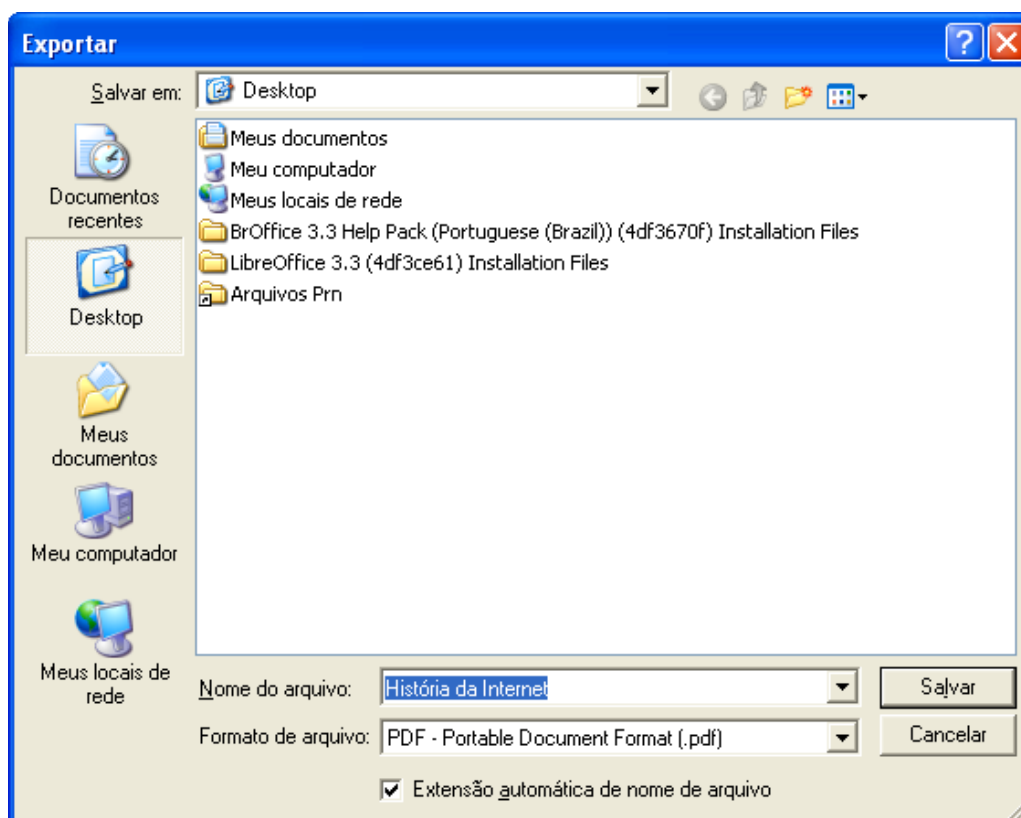 Exportar
Salvar em:
Desktop
Meus documentos
Meu computador
Meus locais de rede
BrOffice 3.3 Help Pack (Portuguese (Brazil)) (4df3670f) Installation Files
LibreOffice 3.3 (4df3ce61) Installation Files
Arquivos Prn
Documentos
recentes
Desktop
Meus
documentos
Meu computador
Meus locais de
rede
Nome do arquivo:
História da Internet
Salvar
Formato de arquivo:
PDF - Portable Document Format (.pdf)
Cancelar
Extensão automática de nome de arquivo